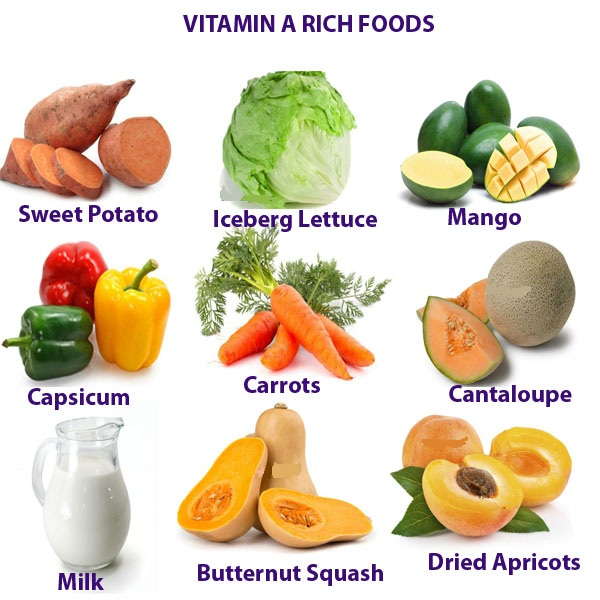 VITAMIN A RICH FOODS
Sweet Potato
Iceberg Lettuce
Mango
Capsicum
Carrots
Cantaloupe
Milk
Butternut Squash
Dried Apricots